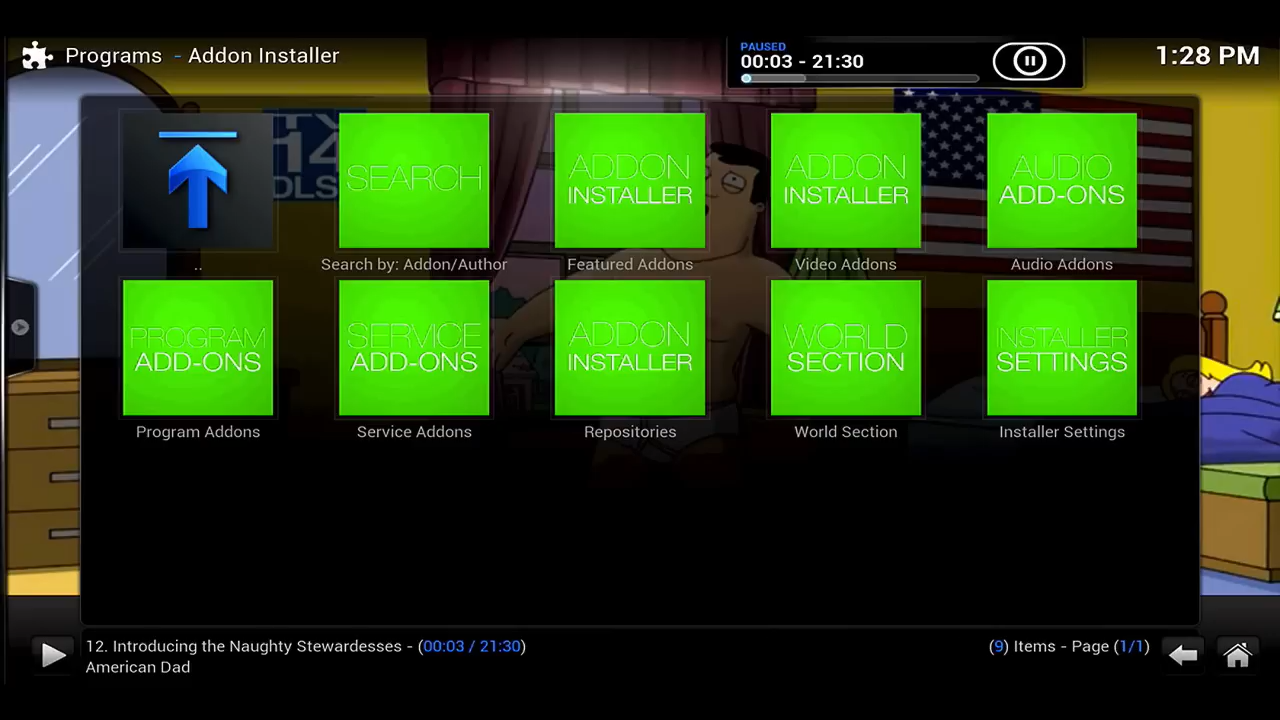 Programs - Addon Installer
PAUSED
00:03 - 21:30
1:28 PM
SEARCH
ADDON
INSTALLER
ADDON
INSTALLER
AUDIO
ADD-ONS
..
Search by: Addon/Author
Featured Addons
Video Addons
Audio Addons
PROGRAM
ADD-ONS
SERVICE
ADD-ONS
ADDON
INSTALLER
WORLD
SECTION
INSTALLER
SETTINGS
Program Addons
Service Addons
Repositories
World Section
Installer Settings
12. Introducing the Naughty Stewardesses - (00:03 / 21:30)
American Dad
(9) Items - Page (1/1)